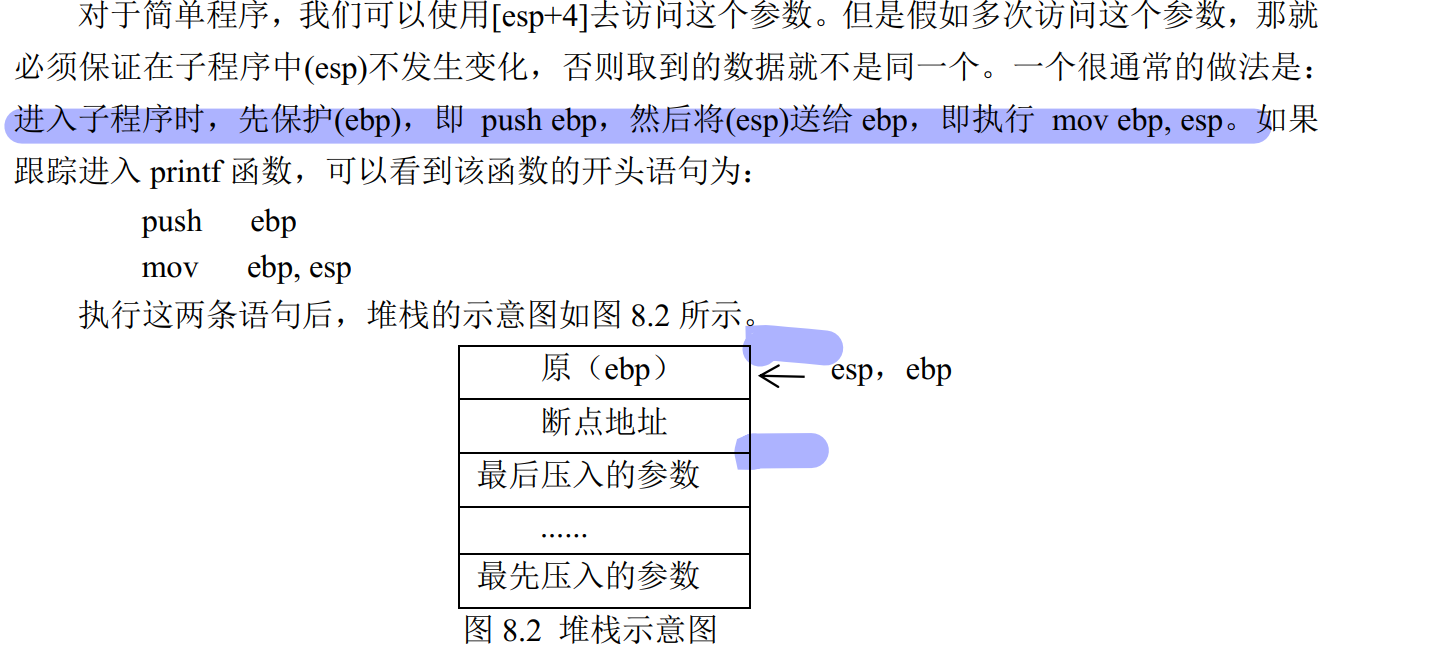 对于简单程序，我们可以使用[esp+4]去访问这个参数。但是假如多次访问这个参数，那就
必须保证在子程序中(esp)不发生变化，否则取到的数据就不是同一个。一个很通常的做法是：
进入子程序时，先保护(ebp)，即 push ebp，然后将(esp)送给 ebp，即执行 mov ebp, esp。如果
跟踪进入 printf 函数，可以看到该函数的开头语句为：
push ebp
mov ebp, esp
执行这两条语句后，堆栈的示意图如图 8.2 所示。
原（ebp） esp，ebp
断点地址
最后压入的参数
······
最先压入的参数
图 8.2 堆栈示意图